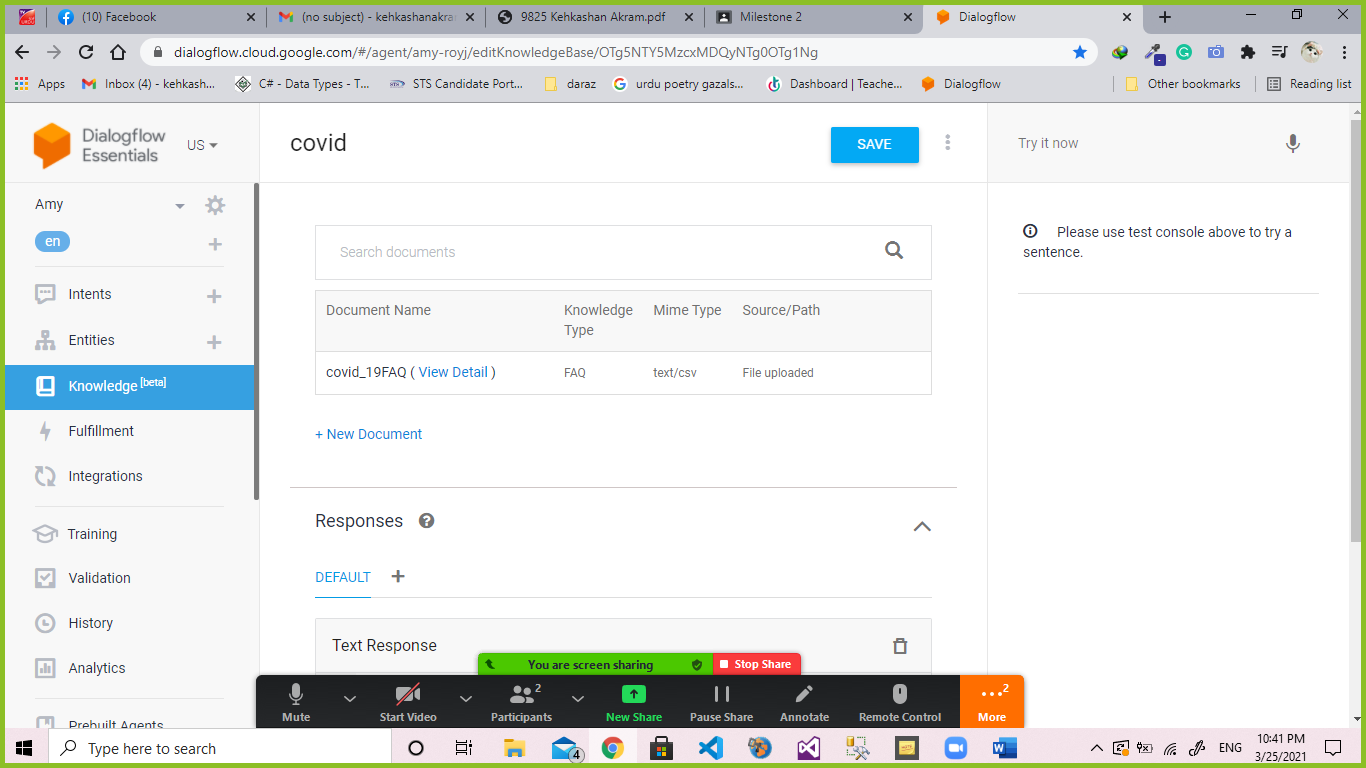 (10) Facebook
(no subject) - kehkashanakra
9825 Kehkashan Akram.pdf
Milestone 2
Dialogflow
dialogflow.cloud.google.com/#/agent/amy-royj/editKnowledgeBase/OTg5NTY5MzcxMDQyNTg0OTg1Ng
Apps
Inbox (4) - kehkash...
C# - Data Types - T...
STS Candidate Port...
daraz
urdu poetry gazals...
Dashboard | Teache...
Dialogflow
Other bookmarks
Reading list
Dialogflow
Essentials
US
covid
SAVE
Try it now
Amy
en
Please use test console above to try a
sentence.
Search documents
Intents
Entities
Knowledge [beta]
Fulfillment
Integrations
Training
Validation
History
Analytics
Prebuilt Agents
Document Name
Knowledge
Type
Mime Type
Source/Path
covid_19FAQ ( View Detail )
FAQ
text/csv
File uploaded
+ New Document
Responses
DEFAULT
Text Response
You are screen sharing
Stop Share
Mute
Start Video
2
Participants
New Share
Pause Share
Annotate
Remote Control
2
More
Type here to search
4
ENG
10:41 PM
3/25/2021